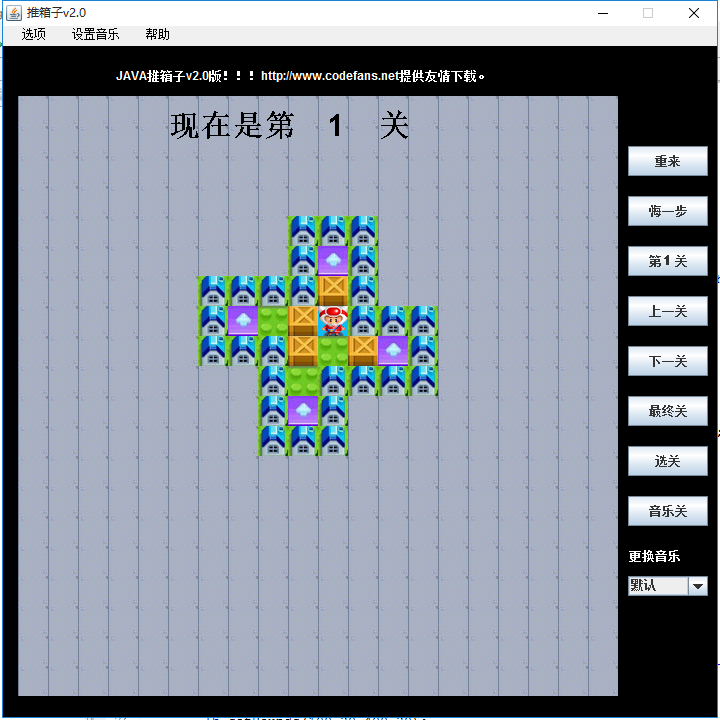 推箱子v2.0
选项 设置音乐 帮助
JAVA推箱子v2.0版！！！http://www.codefans.net提供友情下载。
现在是第 1 关
重来
悔一步
第1关
上一关
下一关
最终关
选关
音乐关
更换音乐
默认